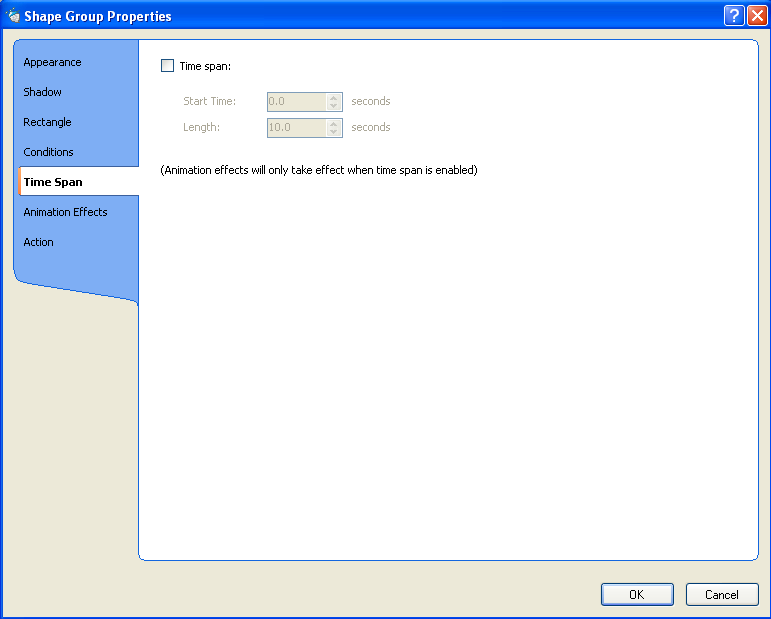 Shape Group Properties
Appearance
Shadow
Rectangle
Conditions
Time Span
Animation Effects
Action
Time span:
Start Time: 0.0 seconds
Length: 10.0 seconds
(Animation effects will only take effect when time span is enabled)
OK Cancel